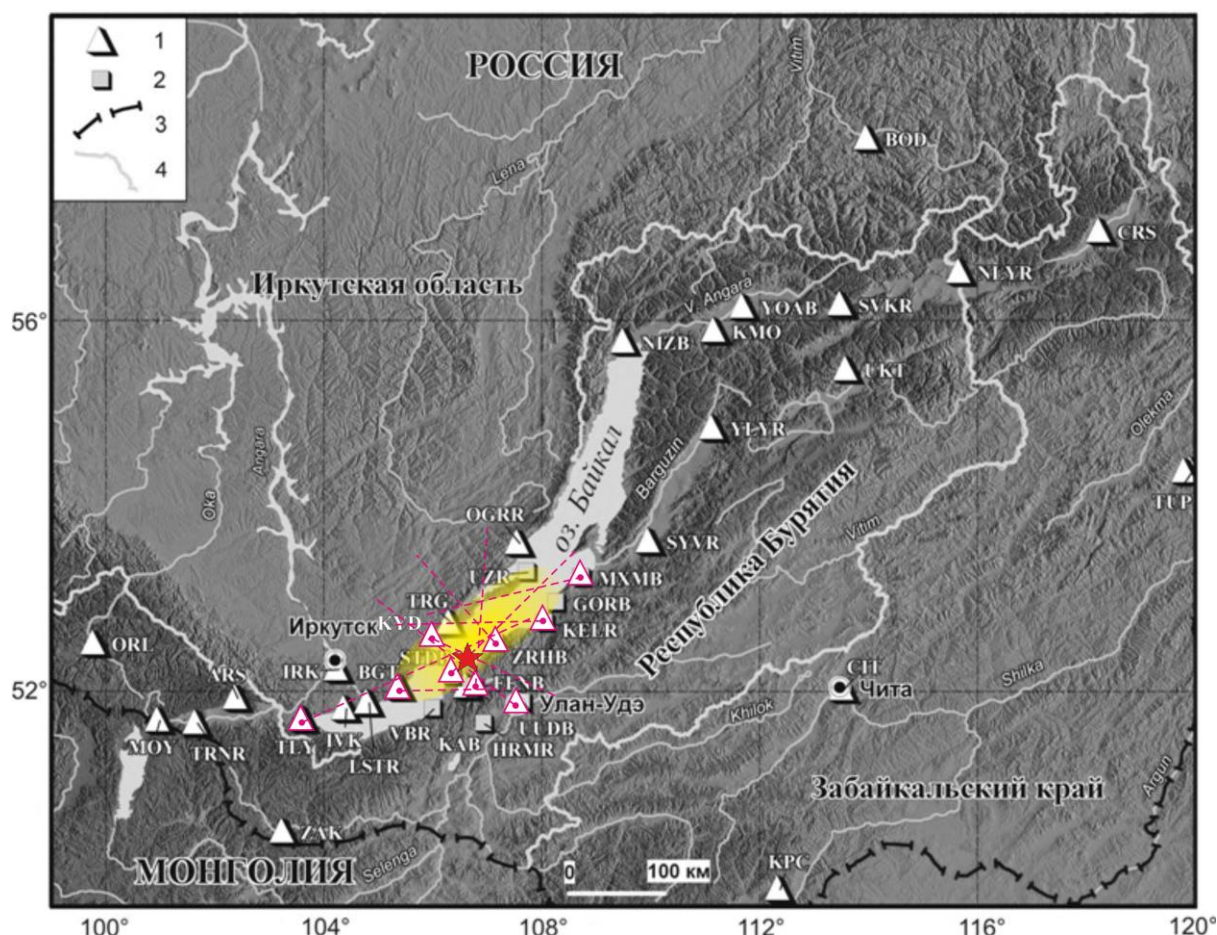 1
2
3
4
РОССИЯ
Vitim
BOD
Lena
CRS
NLYR
Иркутская область
V. Angara
YOAB
SVKR
56°
NIZB
KMO
UKT
Olekma
Angara
Oka
YLYR
Barguzin
оз. Байкал
TUP
OGRR
SYVR
Vitim
Республика Бурятия
UZR
MXMB
GORB
TRG
KYD
KELR
Иркутск
ORL
ZRHB
IRK
BGT
CIT
Чита
Shilka
ARS
52°
FFNB
Улан-Удэ
UUDB
Khilok
MOY
TRNR
TLY
IVK
VBR
KAB
HRMR
LSTR
Argun
Забайкальский край
ZAK
МОНГОЛИЯ
Selenga
0
100 км
KPC
100°
104°
108°
112°
116°
120°